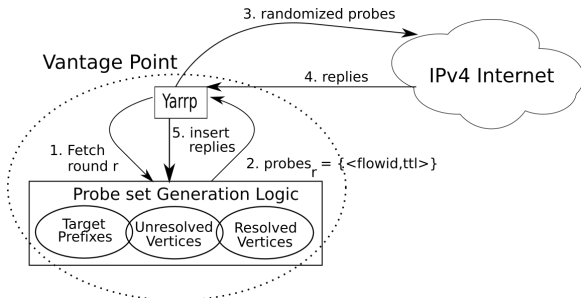 3. randomized probes
Vantage Point
IPv4 Internet
4. replies
Yarrp
5. insert
replies
1. Fetch
round r
2. probes_r = {<flowid,ttl>}
Probe set Generation Logic
Target
Prefixes
Unresolved
Vertices
Resolved
Vertices